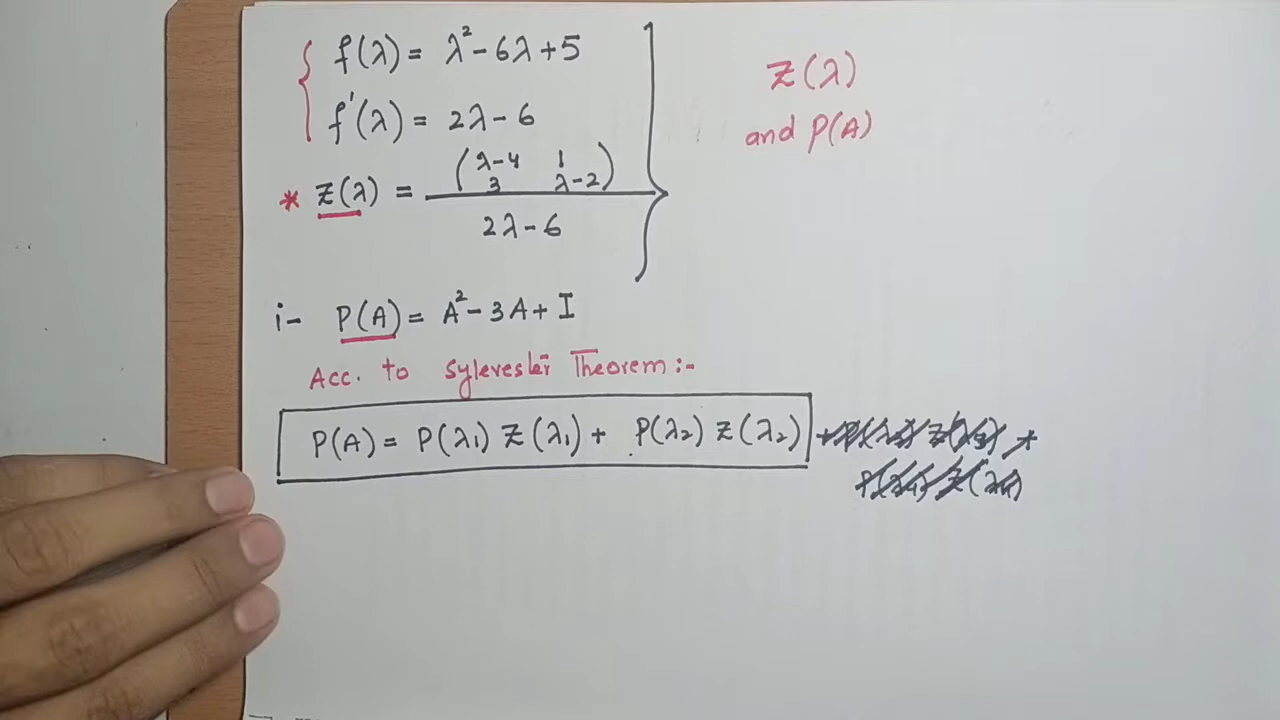 f(λ) = λ² - 6λ + 5
f'(λ) = 2λ - 6
* Z(λ) = (λ-4 1
3 λ-2)
2λ - 6
Z(λ)
and P(A)
i- P(A) = A² - 3A + I
Acc. to Sylevester Theorem :-
P(A) = P(λ₁) Z(λ₁) + P(λ₂) Z(λ₂)